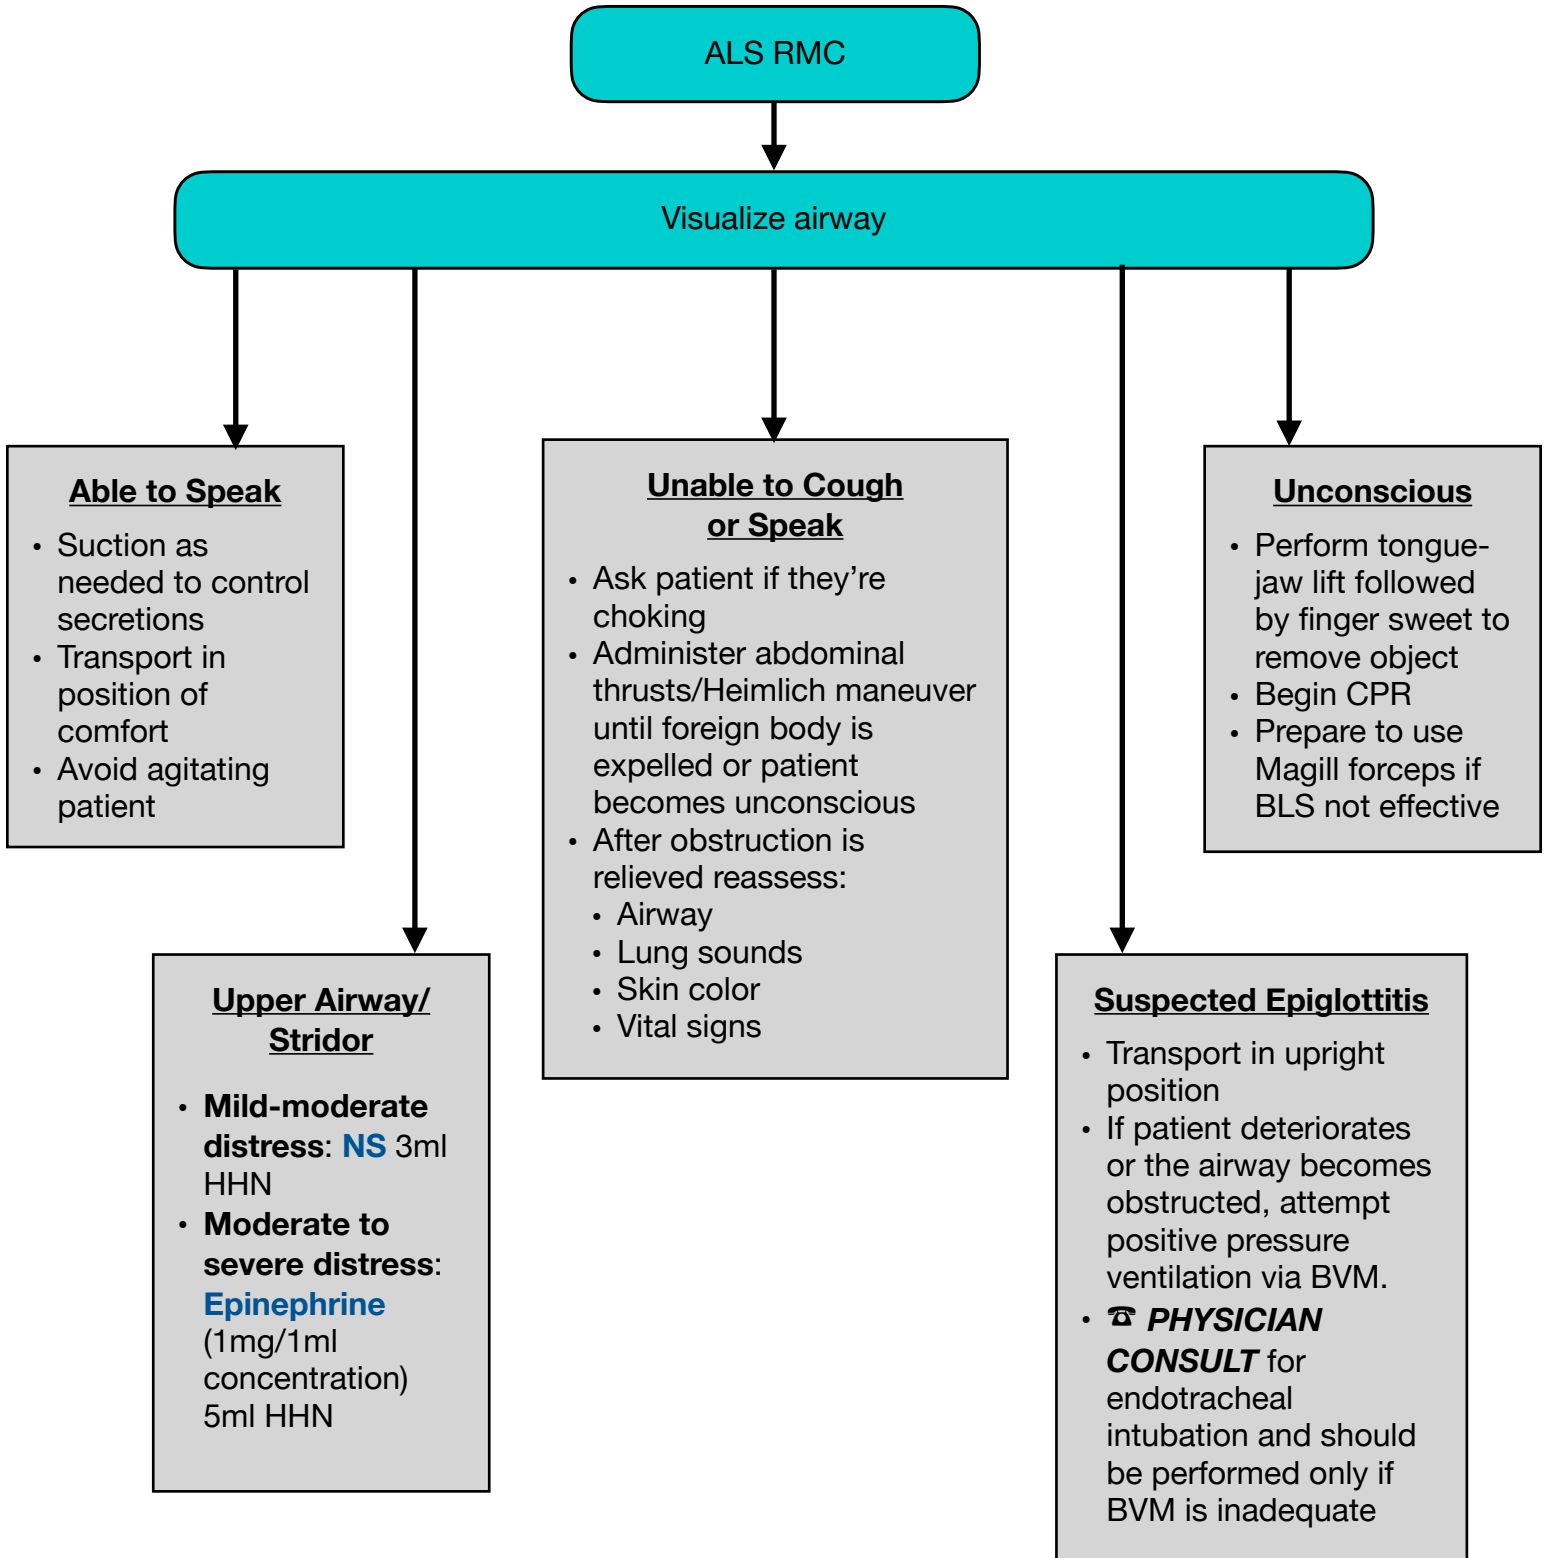 ALS RMC
Visualize airway
Able to Speak
• Suction as
needed to control
secretions
• Transport in
position of
comfort
• Avoid agitating
patient
Upper Airway/
Stridor
• Mild-moderate
distress: NS 3ml
HHN
• Moderate to
severe distress:
Epinephrine
(1mg/1ml
concentration)
5ml HHN
Unable to Cough
or Speak
• Ask patient if they’re
choking
• Administer abdominal
thrusts/Heimlich maneuver
until foreign body is
expelled or patient
becomes unconscious
• After obstruction is
relieved reassess:
• Airway
• Lung sounds
• Skin color
• Vital signs
Suspected Epiglottitis
• Transport in upright
position
• If patient deteriorates
or the airway becomes
obstructed, attempt
positive pressure
ventilation via BVM.
• ☎ PHYSICIAN
CONSULT for
endotracheal
intubation and should
be performed only if
BVM is inadequate
Unconscious
• Perform tongue-
jaw lift followed
by finger sweet to
remove object
• Begin CPR
• Prepare to use
Magill forceps if
BLS not effective